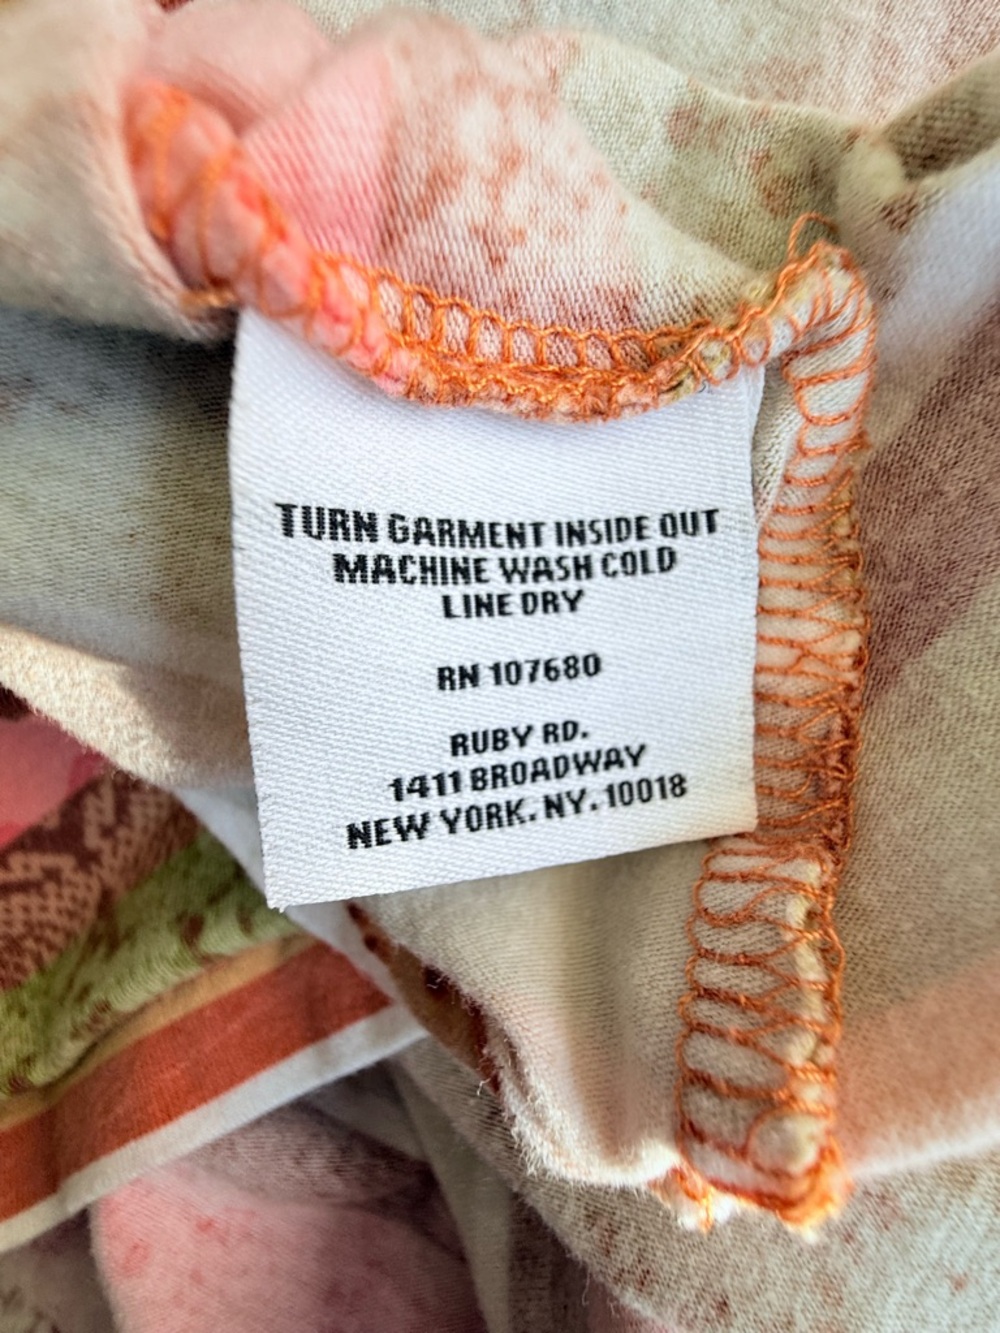 TURN GARMENT INSIDE OUT
MACHINE WASH COLD
LINE DRY
RN 107680
RUBY RD.
1411 BROADWAY
NEW YORK. NY. 10018